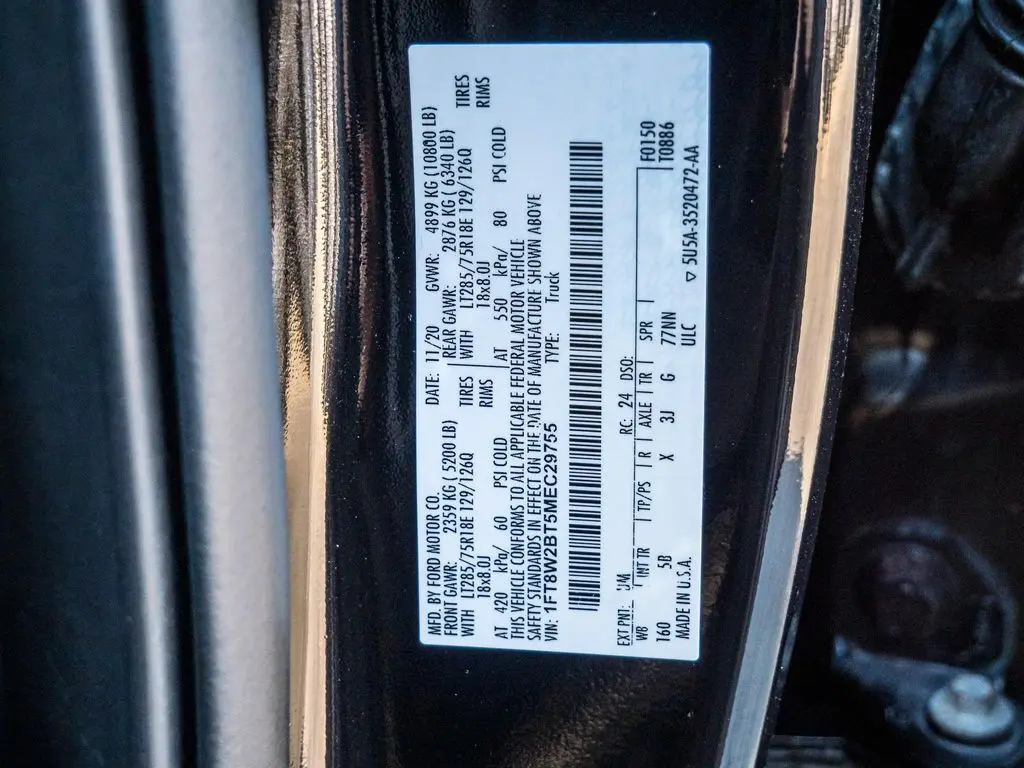 MFD. BY FORD MOTOR CO. DATE: 11/20 GVWR: 4899 KG (10800 LB)
FRONT GAWR: 2359 KG ( 5200 LB) REAR GAWR: 2876 KG ( 6340 LB)
WITH LT285/75R18E 129/126Q TIRES WITH LT285/75R18E 129/126Q TIRES
18x8.0J RIMS 18x8.0J RIMS
AT 420 kPa/ 60 PSI COLD AT 550 kPa/ 80 PSI COLD
THIS VEHICLE CONFORMS TO ALL APPLICABLE FEDERAL MOTOR VEHICLE
SAFETY STANDARDS IN EFFECT ON THE DATE OF MANUFACTURE SHOWN ABOVE
VIN: 1FT8W2BT5MEC29755 TYPE: Truck
EXT PNT: RC: 24 DSO: F0150
WB INT TR TP/PS R AXLE TR SPR T0886
160 5B X 3J G 77NN
MADE IN U.S.A. ULC ▽ 5U5A-3520472-AA